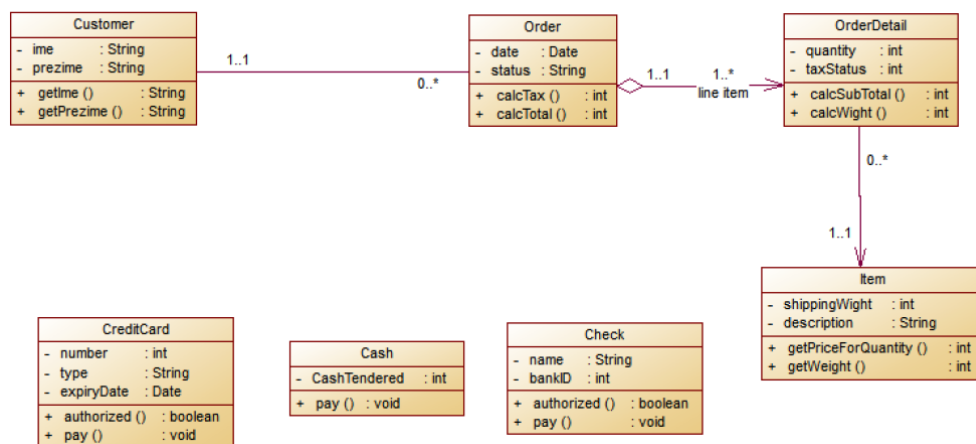 Customer
- ime : String
- prezime : String
+ getIme () : String
+ getPrezime () : String
1..1
0..*
Order
- date : Date
- status : String
+ calcTax () : int
+ calcTotal () : int
1..1
1..*
line item
OrderDetail
- quantity : int
- taxStatus : int
+ calcSubTotal () : int
+ calcWight () : int
0..*
1..1
Item
- shippingWight : int
- description : String
+ getPriceForQuantity () : int
+ getWeight () : int
CreditCard
- number : int
- type : String
- expiryDate : Date
+ authorized () : boolean
+ pay () : void
Cash
- CashTendered : int
+ pay () : void
Check
- name : String
- bankID : int
+ authorized () : boolean
+ pay () : void